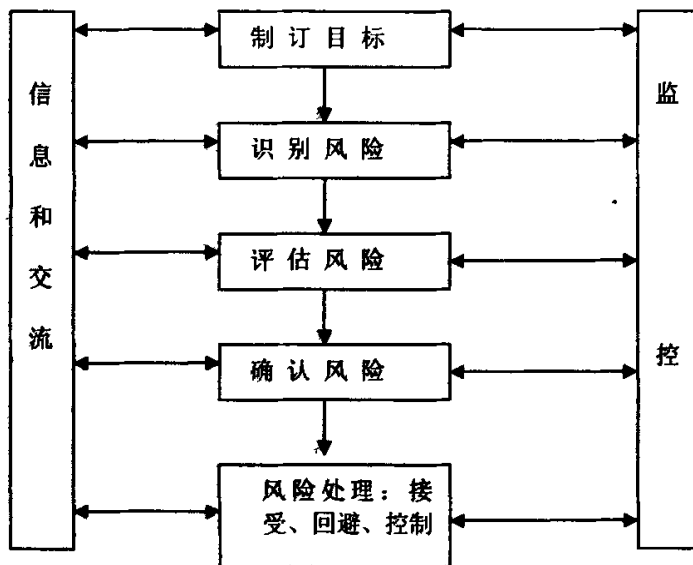 信息和交流
制 订 目 标
识 别 风 险
评 估 风 险
确 认 风 险
风险处理：接
受、回避、控制
监控